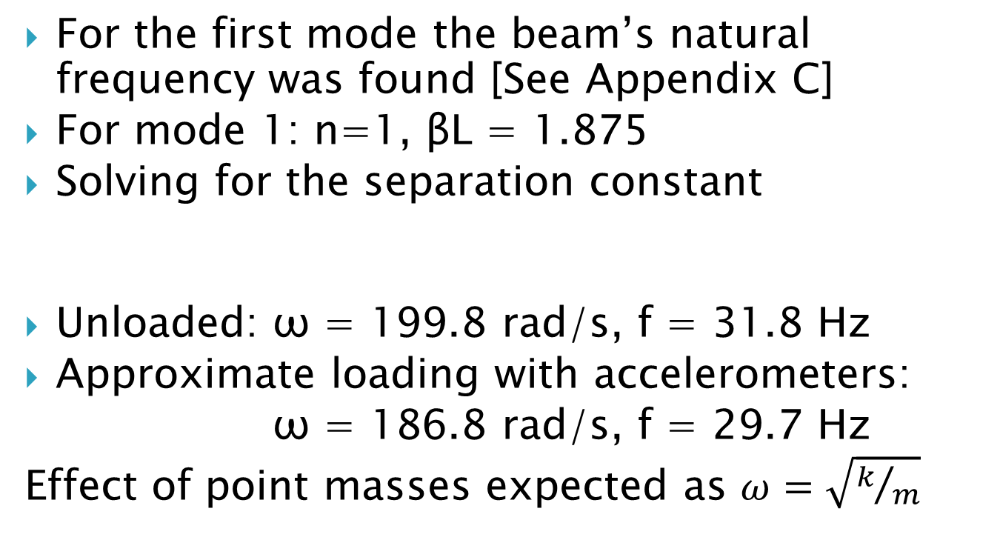 For the first mode the beam’s natural
frequency was found [See Appendix C]
For mode 1: n=1, βL = 1.875
Solving for the separation constant
Unloaded: ω = 199.8 rad/s, f = 31.8 Hz
Approximate loading with accelerometers:
ω = 186.8 rad/s, f = 29.7 Hz
Effect of point masses expected as 𝜔 = √𝑘/𝑚